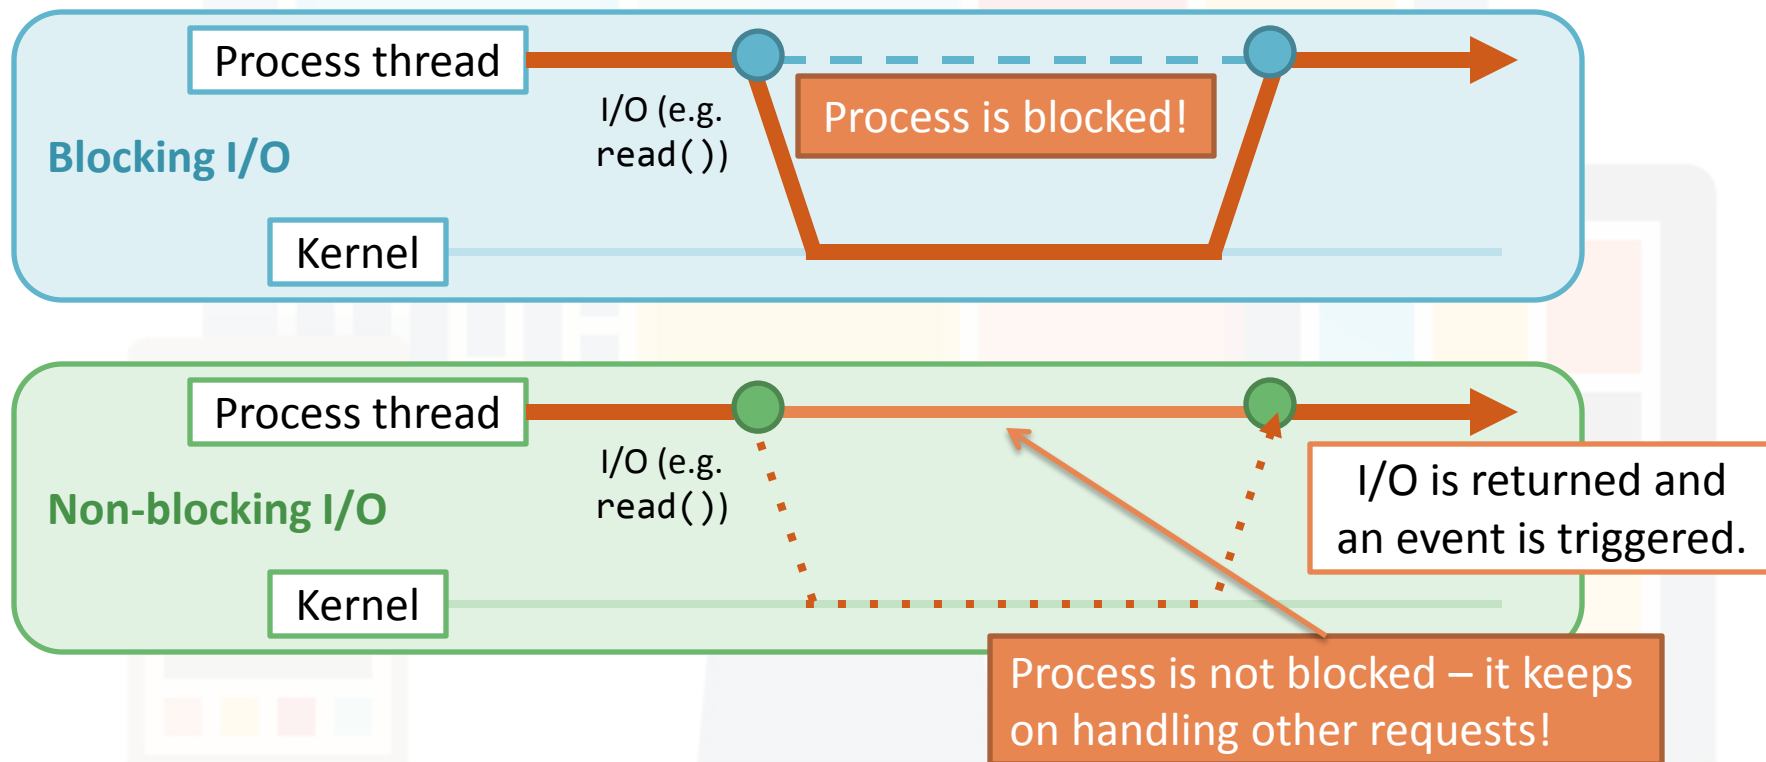 Process thread
I/O (e.g.
read())
Process is blocked!
Blocking I/O
Kernel
Process thread
I/O (e.g.
read())
Non-blocking I/O
I/O is returned and
an event is triggered.
Kernel
Process is not blocked – it keeps
on handling other requests!